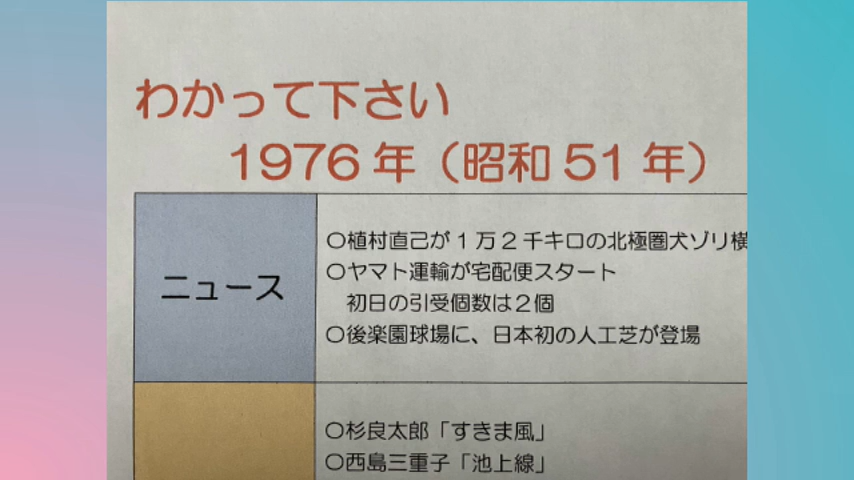 わかって下さい
1976年（昭和51年）
ニュース
〇植村直己が１万２千キロの北極圏犬ゾリ横
〇ヤマト運輸が宅配便スタート
初日の引受個数は２個
〇後楽園球場に、日本初の人工芝が登場
〇杉良太郎「すきま風」
〇西島三重子「池上線」